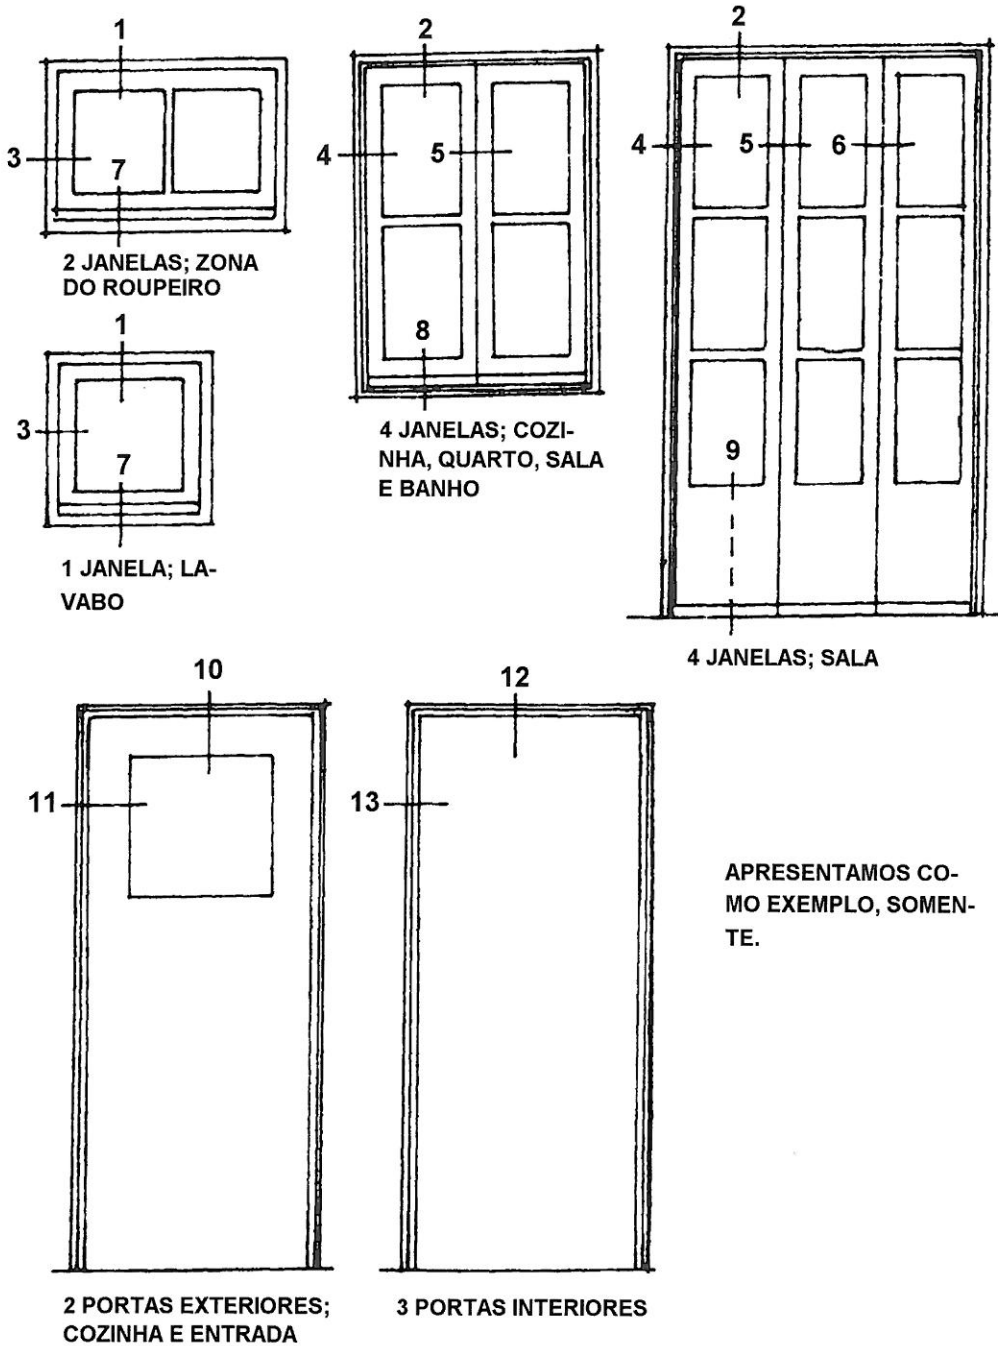 1
3
7
2 JANELAS; ZONA
DO ROUPEIRO
1
3
7
1 JANELA; LA-
VABO
2
4
5
8
4 JANELAS; COZI-
NHA, QUARTO, SALA
E BANHO
2
4
5
6
9
4 JANELAS; SALA
10
11
2 PORTAS EXTERIORES;
COZINHA E ENTRADA
12
13
3 PORTAS INTERIORES
APRESENTAMOS CO-
MO EXEMPLO, SOMEN-
TE.